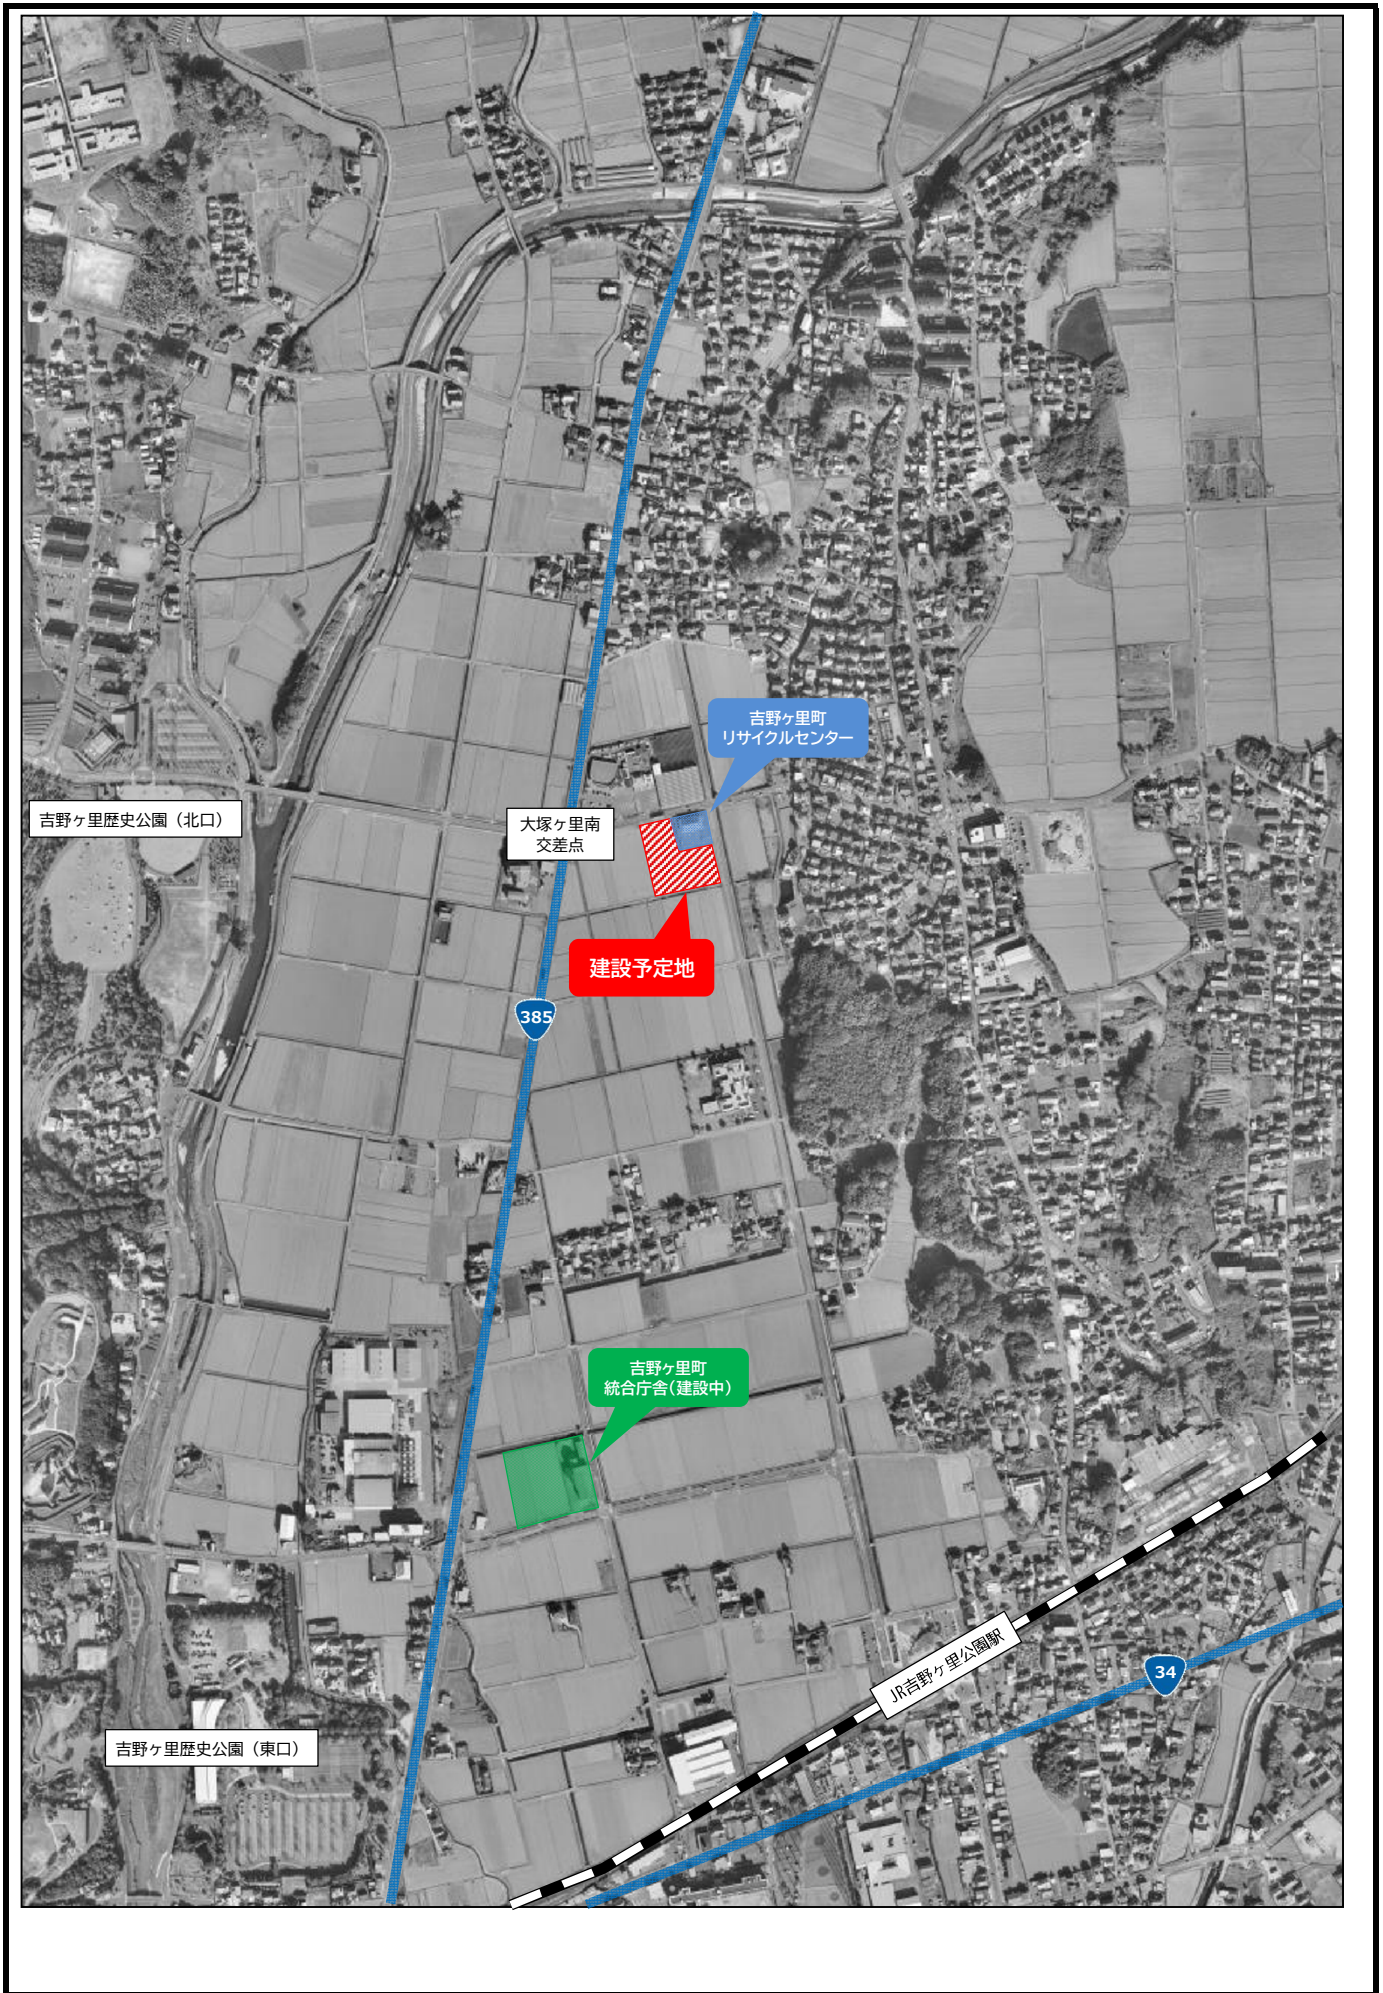 吉野ヶ里町
リサイクルセンター
吉野ヶ里歴史公園（北口）
大塚ヶ里南
交差点
建設予定地
385
吉野ヶ里町
統合庁舎（建設中）
JR吉野ヶ里公園駅
34
吉野ヶ里歴史公園（東口）